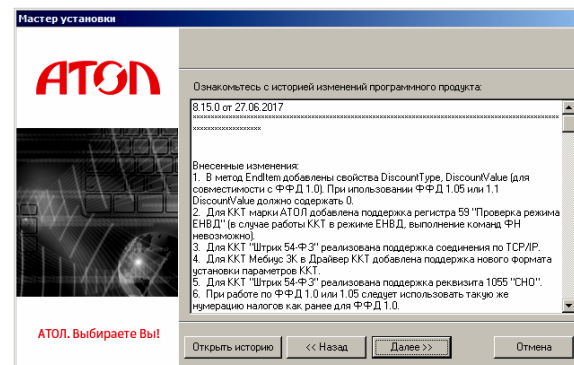 Мастер установки
АТОЛ
Ознакомьтесь с историей изменений программного продукта:
8.15.0 от 27.06.2017
Внесенные изменения:
1. В метод EndItem добавлены свойства DiscountType, DiscountValue (для
совместимости с ФФД 1.0). При ипользовании ФФД 1.05 или 1.1
DiscountValue должно содержать 0.
2. Для ККТ марки АТОЛ добавлена поддержка регистра 59 "Проверка режима
ЕНВД" (в случае работы ККТ в режиме ЕНВД, выполнение команд ФН
невозможно).
3. Для ККТ "Штрих 54-ФЗ" реализована поддержка соединения по TCP/IP.
4. Для ККТ Мебиус 3К в Драйвер ККТ добавлена поддержка нового формата
установки параметров ККТ.
5. Для ККТ "Штрих 54-ФЗ" реализована поддержка реквизита 1055 "СНО".
6. При работе по ФФД 1.0 или 1.05 следует использовать такую же
нумерацию налогов как ранее для ФФД 1.0.
АТОЛ. Выбираете Вы!
Открыть историю
<< Назад
Далее >>
Отмена